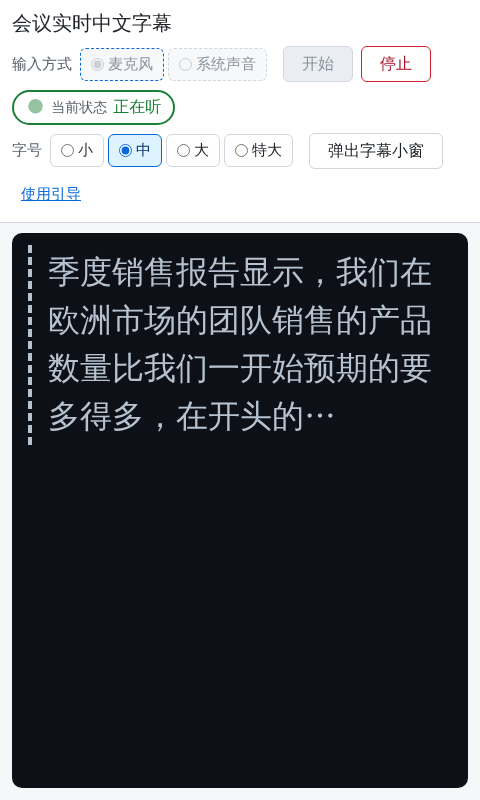 会议实时中文字幕
输入方式 麦克风 系统声音 开始 停止
当前状态 正在听
字号 小 中 大 特大 弹出字幕小窗
使用引导
季度销售报告显示，我们在
欧洲市场的团队销售的产品
数量比我们一开始预期的要
多得多，在开头的…